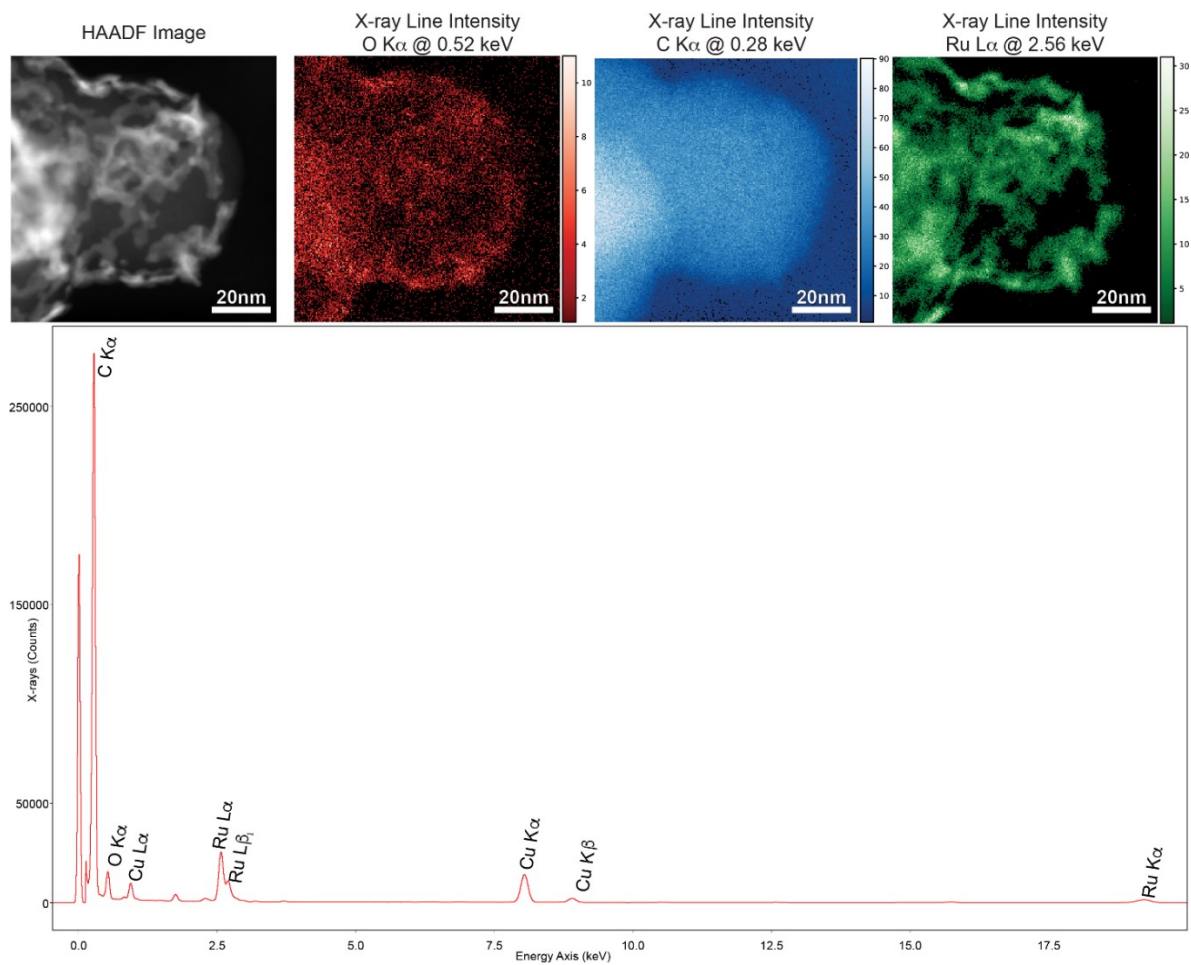 HAADF Image
X-ray Line Intensity
O Kα @ 0.52 keV
X-ray Line Intensity
C Kα @ 0.28 keV
X-ray Line Intensity
Ru Lα @ 2.56 keV
20nm
10
8
6
4
2
20nm
90
80
70
60
50
40
30
20
10
20nm
30
25
20
15
10
5
20nm
C Kα
O Kα
Cu Lα
Ru Lα
Ru Lβ₁
Cu Kα
Cu Kβ
Ru Kα
X-rays (Counts)
250000
150000
50000
0
0.0
2.5
5.0
7.5
10.0
12.5
15.0
17.5
Energy Axis (keV)